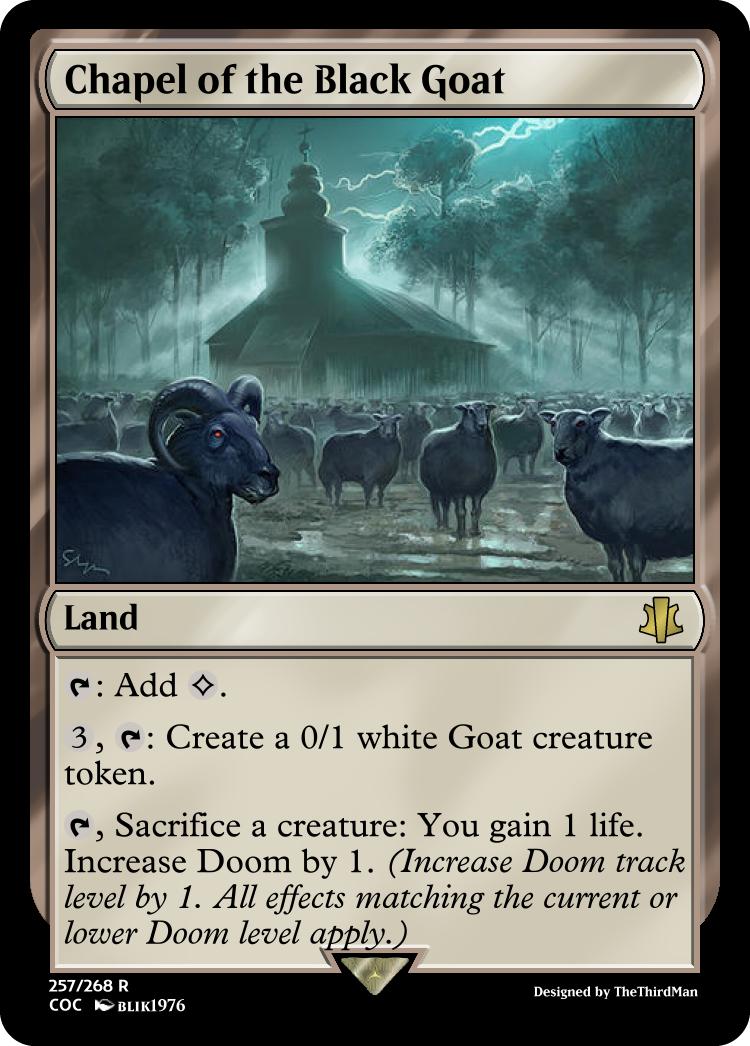 Chapel of the Black Goat
Land
: Add .
3, : Create a 0/1 white Goat creature
token.
, Sacrifice a creature: You gain 1 life.
Increase Doom by 1. (Increase Doom track
level by 1. All effects matching the current or
lower Doom level apply.)
257/268 R
COC BLIK1976
Designed by TheThirdMan